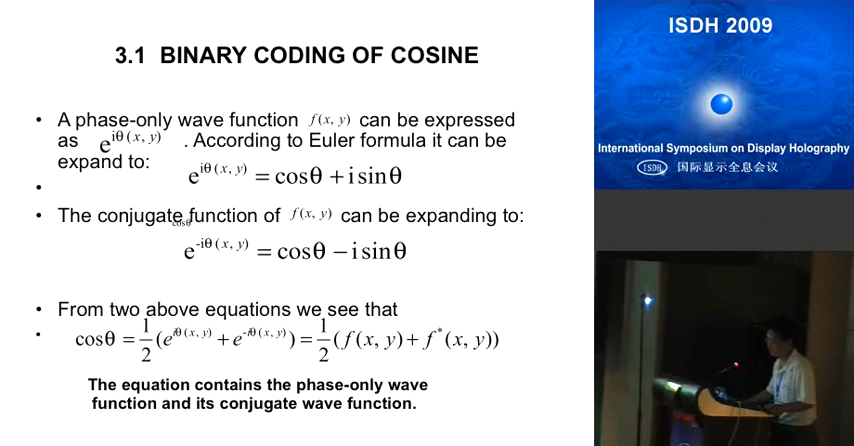 3.1 BINARY CODING OF COSINE
• A phase-only wave function f(x, y) can be expressed
as e^{iθ(x, y)} . According to Euler formula it can be
expand to:
e^{iθ(x, y)} = cosθ + i sinθ
•
• The conjugate function of f(x, y) can be expanding to:
cosθ
e^{-iθ(x, y)} = cosθ − i sinθ
• From two above equations we see that
• cosθ = 1/2 (e^{iθ(x, y)} + e^{-iθ(x, y)}) = 1/2 (f(x, y) + f^*(x, y))
The equation contains the phase-only wave
function and its conjugate wave function.
ISDH 2009
International Symposium on Display Holography
ISDH 国际显示全息会议